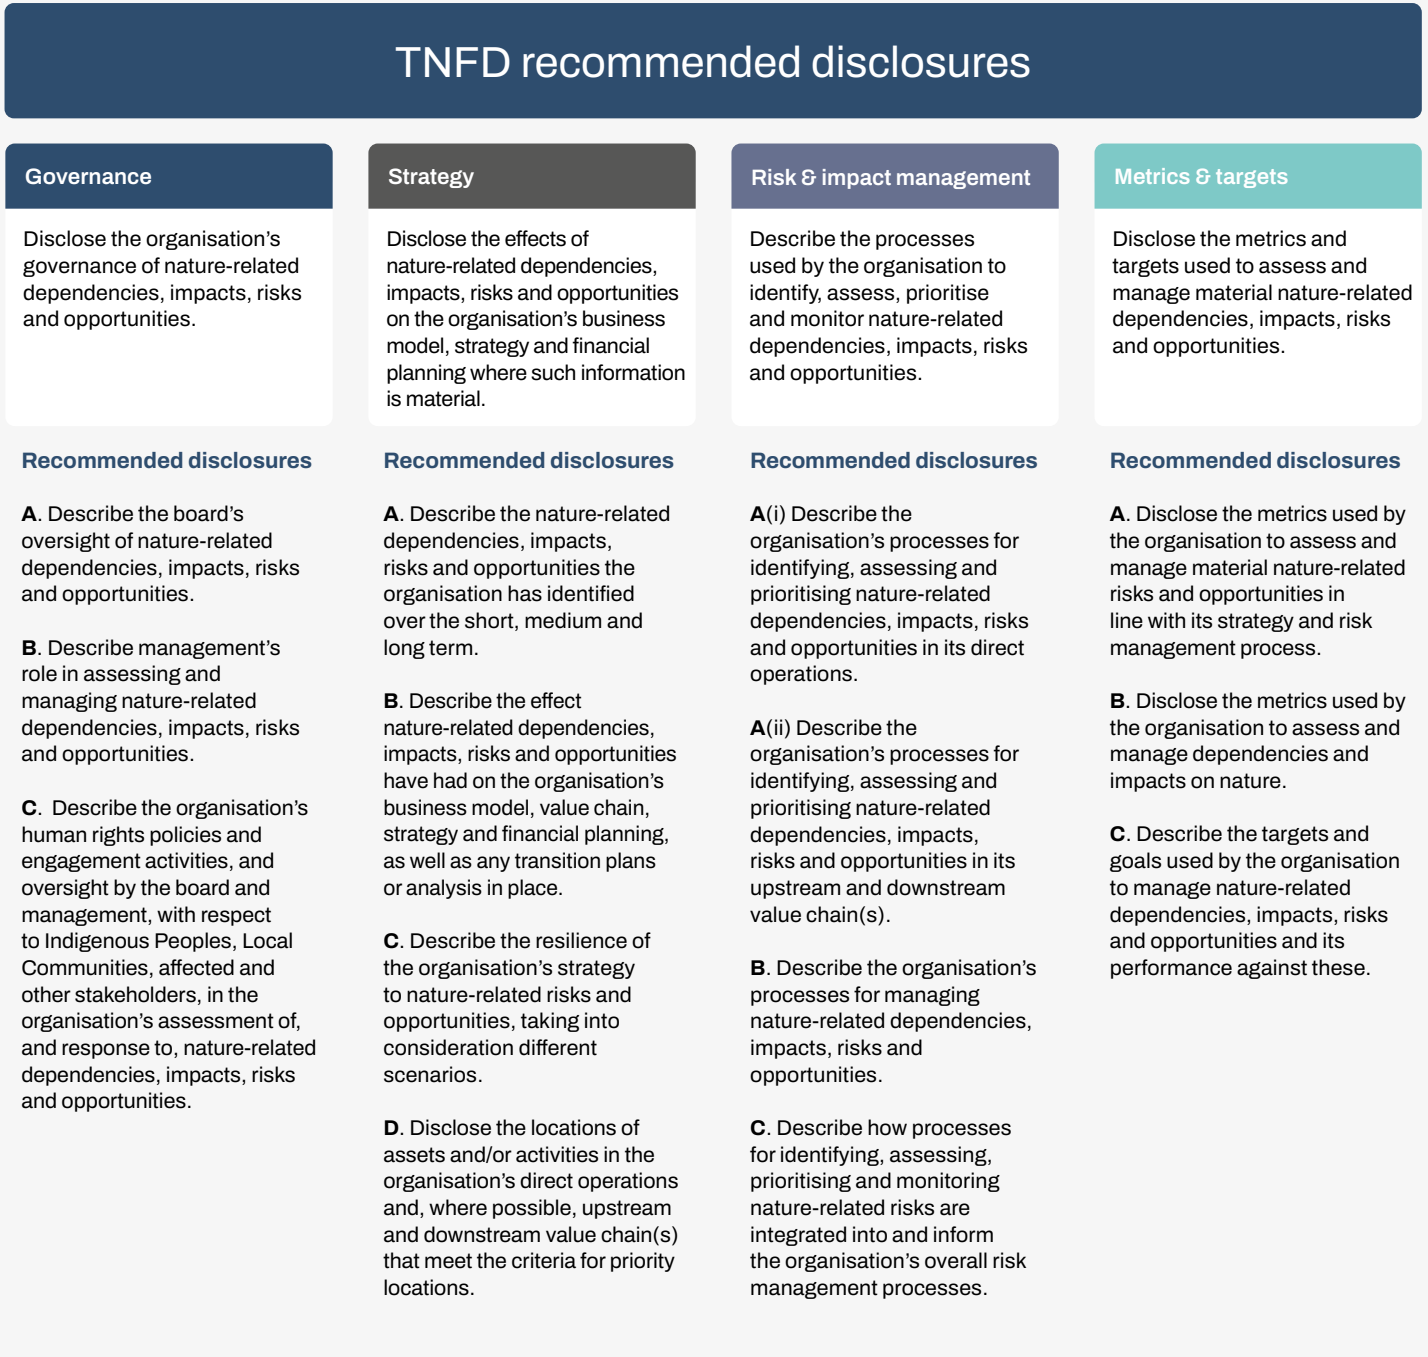 TNFD recommended disclosures
Governance
Disclose the organisation’s
governance of nature-related
dependencies, impacts, risks
and opportunities.
Recommended disclosures
A. Describe the board’s
oversight of nature-related
dependencies, impacts, risks
and opportunities.
B. Describe management’s
role in assessing and
managing nature-related
dependencies, impacts, risks
and opportunities.
C.  Describe the organisation’s
human rights policies and
engagement activities, and
oversight by the board and
management, with respect
to Indigenous Peoples, Local
Communities, affected and
other stakeholders, in the
organisation’s assessment of,
and response to, nature-related
dependencies, impacts, risks
and opportunities.
Strategy
Disclose the effects of
nature-related dependencies,
impacts, risks and opportunities
on the organisation’s business
model, strategy and financial
planning where such information
is material.
Recommended disclosures
A. Describe the nature-related
dependencies, impacts,
risks and opportunities the
organisation has identified
over the short, medium and
long term.
B. Describe the effect
nature-related dependencies,
impacts, risks and opportunities
have had on the organisation’s
business model, value chain,
strategy and financial planning,
as well as any transition plans
or analysis in place.
C. Describe the resilience of
the organisation’s strategy
to nature-related risks and
opportunities, taking into
consideration different
scenarios.
D. Disclose the locations of
assets and/or activities in the
organisation’s direct operations
and, where possible, upstream
and downstream value chain(s)
that meet the criteria for priority
locations.
Risk & impact management
Describe the processes
used by the organisation to
identify, assess, prioritise
and monitor nature-related
dependencies, impacts, risks
and opportunities.
Recommended disclosures
A(i) Describe the
organisation’s processes for
identifying, assessing and
prioritising nature-related
dependencies, impacts, risks
and opportunities in its direct
operations.
A(ii) Describe the
organisation’s processes for
identifying, assessing and
prioritising nature-related
dependencies, impacts,
risks and opportunities in its
upstream and downstream
value chain(s).
B. Describe the organisation’s
processes for managing
nature-related dependencies,
impacts, risks and
opportunities.
C. Describe how processes
for identifying, assessing,
prioritising and monitoring
nature-related risks are
integrated into and inform
the organisation’s overall risk
management processes.
Metrics & targets
Disclose the metrics and
targets used to assess and
manage material nature-related
dependencies, impacts, risks
and opportunities.
Recommended disclosures
A. Disclose the metrics used by
the organisation to assess and
manage material nature-related
risks and opportunities in
line with its strategy and risk
management process.
B. Disclose the metrics used by
the organisation to assess and
manage dependencies and
impacts on nature.
C. Describe the targets and
goals used by the organisation
to manage nature-related
dependencies, impacts, risks
and opportunities and its
performance against these.